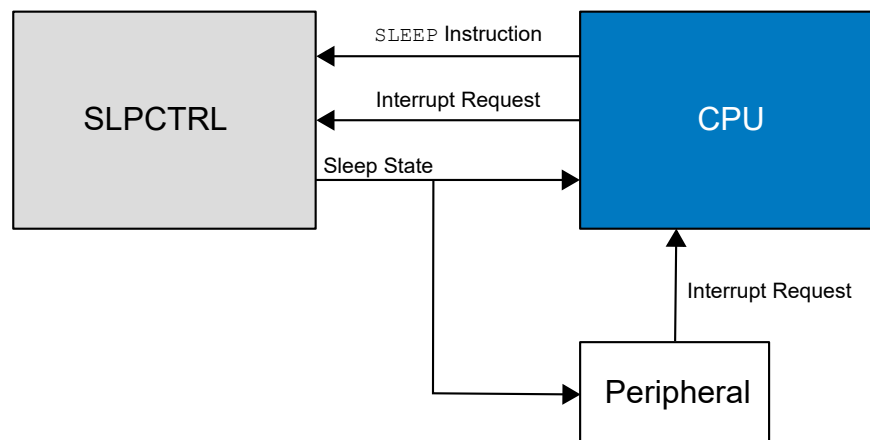 SLEEP Instruction
SLPCTRL
Interrupt Request
CPU
Sleep State
Interrupt Request
Peripheral